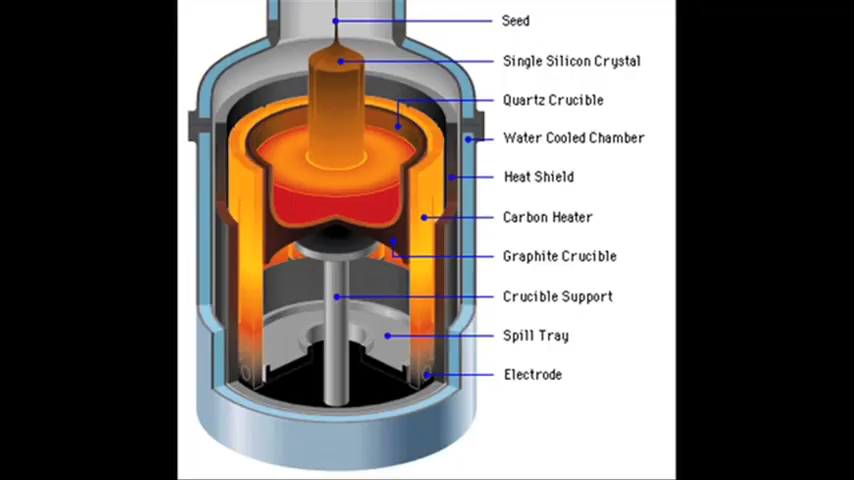 Seed
Single Silicon Crystal
Quartz Crucible
Water Cooled Chamber
Heat Shield
Carbon Heater
Graphite Crucible
Crucible Support
Spill Tray
Electrode